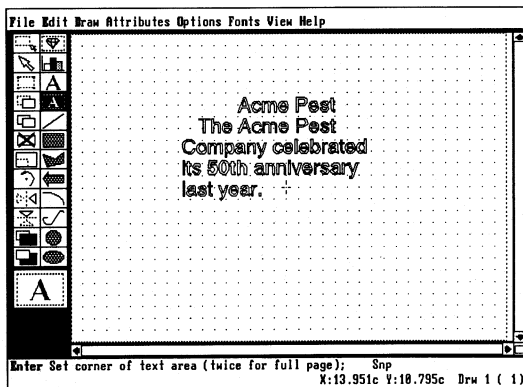 File Edit Draw Attributes Options Fonts View Help
A
A
Acme Pest
The Acme Pest
Company celebrated
its 50th anniversary
last year.
A
Enter Set corner of text area (twice for full page); Snp
X:13.951c Y:10.795c Drw 1 ( 1)